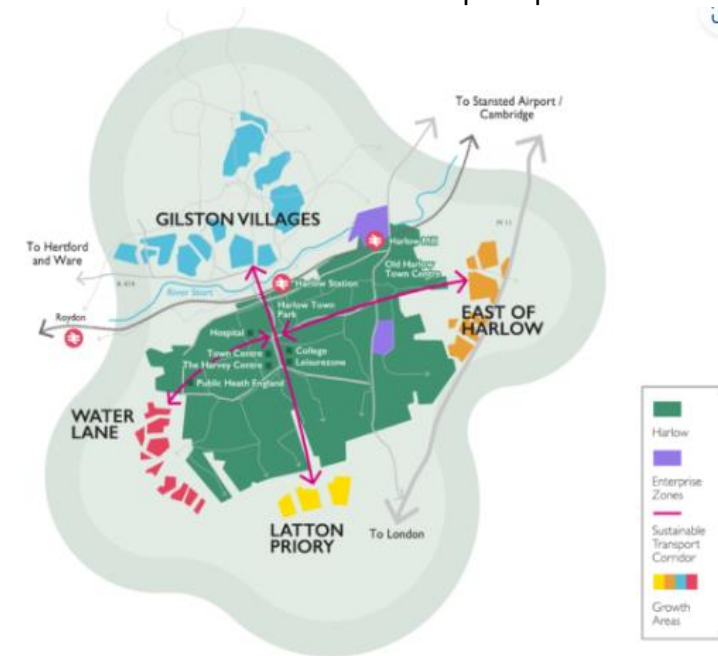 To Stansted Airport /
Cambridge
GILSTON VILLAGES
M 11
To Hertford
and Ware
A 414
River Stort
Harlow Mill
Old Harlow
Town Centre
Harlow Station
Roydon
Harlow Town
Park
EAST OF
HARLOW
Hospital
College
Town Centre
Leisurezone
The Harvey Centre
Public Heath England
WATER
LANE
LATTON
PRIORY
To London
Harlow
Enterprise
Zones
Sustainable
Transport
Corridor
Growth
Areas